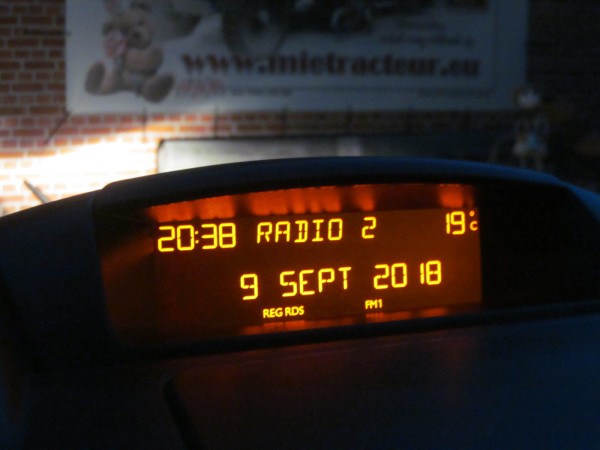 www.mietracteur.eu
20:38 RADIO 2 19°C
9 SEPT 2018
REG RDS FM1